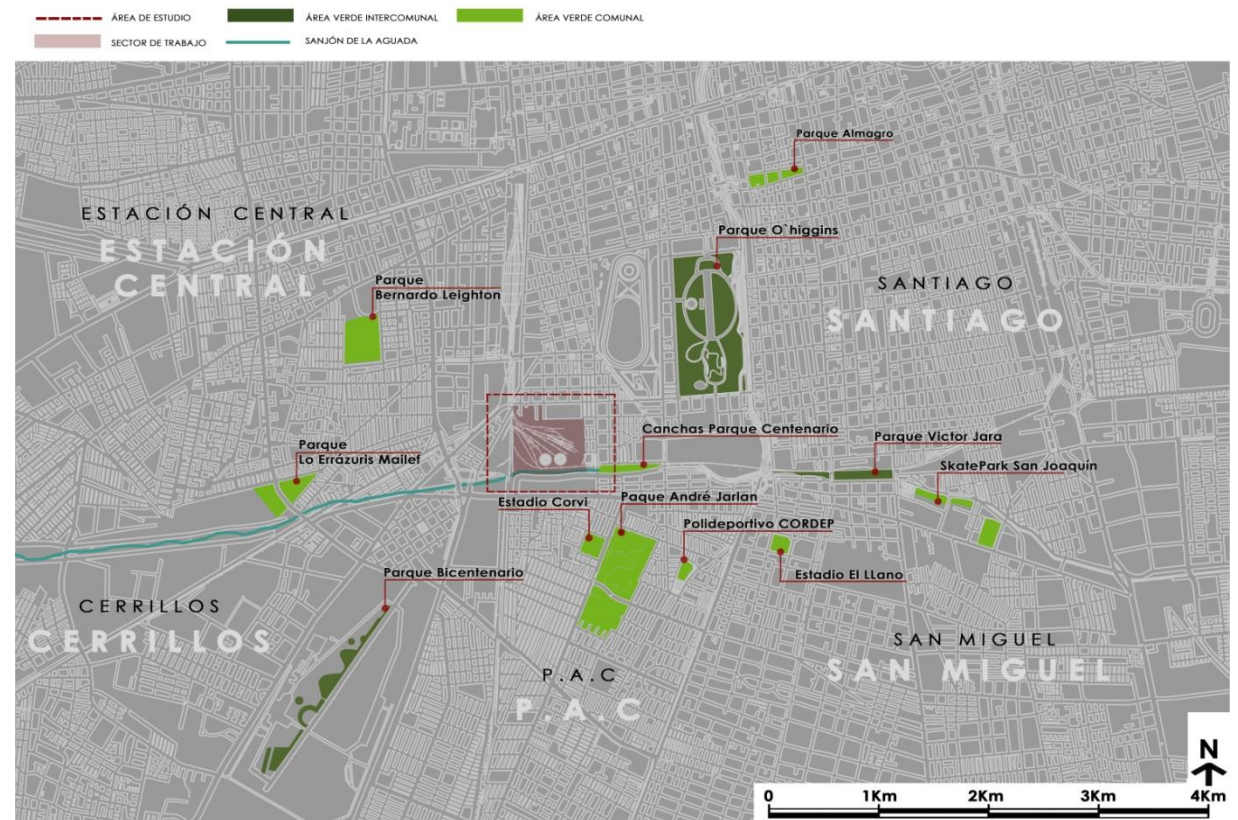 ÁREA DE ESTUDIO ÁREA VERDE INTERCOMUNAL ÁREA VERDE COMUNAL
SECTOR DE TRABAJO SANJÓN DE LA AGUADA
Parque Almagro
ESTACIÓN CENTRAL
ESTACIÓN
CENTRAL
Parque O`higgins
Parque
Bernardo Leighton
SANTIAGO
SANTIAGO
Canchas Parque Centenario
Parque Victor Jara
Parque
Lo Errázuris Mailef
SkatePark San Joaquín
Estadio Corvi
Paque André Jarlan
Polideportivo CORDEP
Parque Bicentenario
Estadio El LLano
CERRILLOS
CERRILLOS
SAN MIGUEL
SAN MIGUEL
P.A.C
P.A.C
N
0 1Km 2Km 3Km 4Km